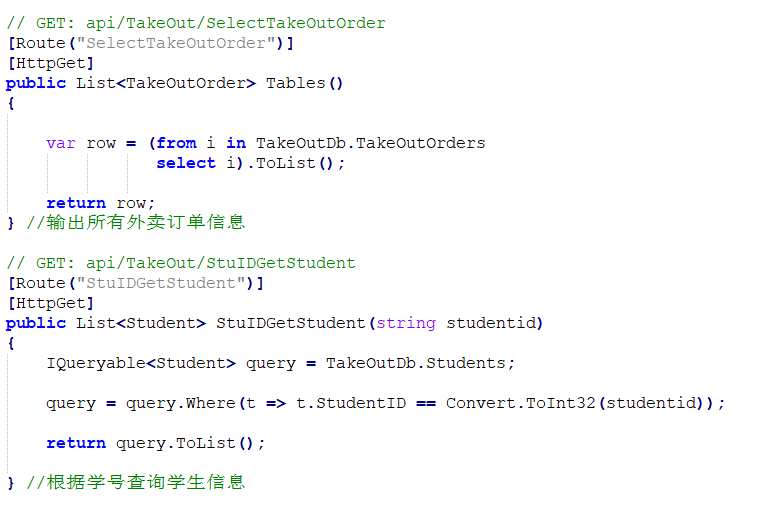 // GET: api/TakeOut/SelectTakeOutOrder
[Route("SelectTakeOutOrder")]
[HttpGet]
public List<TakeOutOrder> Tables()
{
var row = (from i in TakeOutDb.TakeOutOrders
select i).ToList();
return row;
} //输出所有外卖订单信息
// GET: api/TakeOut/StuIDGetStudent
[Route("StuIDGetStudent")]
[HttpGet]
public List<Student> StuIDGetStudent(string studentid)
{
IQueryable<Student> query = TakeOutDb.Students;
query = query.Where(t => t.StudentID == Convert.ToInt32(studentid));
return query.ToList();
} //根据学号查询学生信息